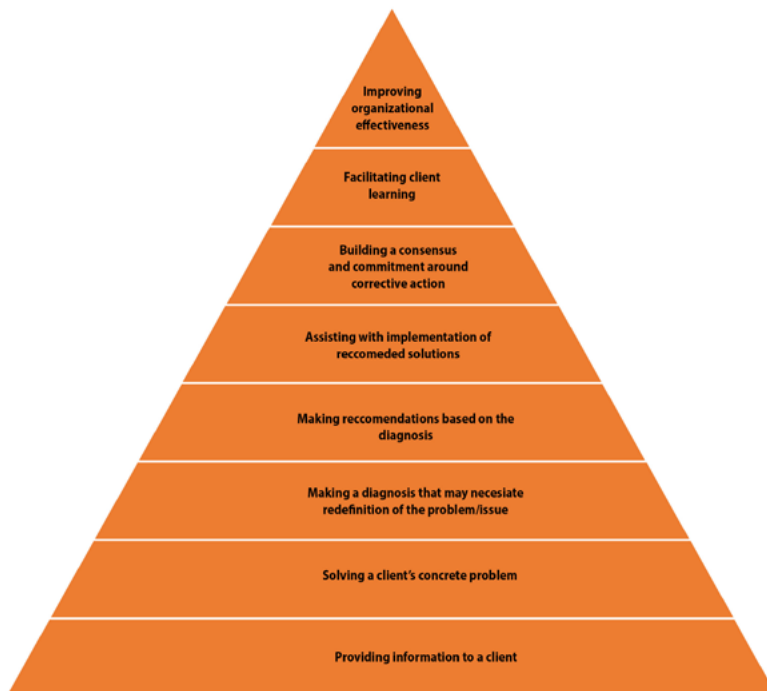 Improving
organizational
effectiveness
Facilitating client
learning
Building a consensus
and commitment around
corrective action
Assisting with implementation of
reccomeded solutions
Making reccomendations based on the
diagnosis
Making a diagnosis that may necesiate
redefinition of the problem/issue
Solving a client's concrete problem
Providing information to a client